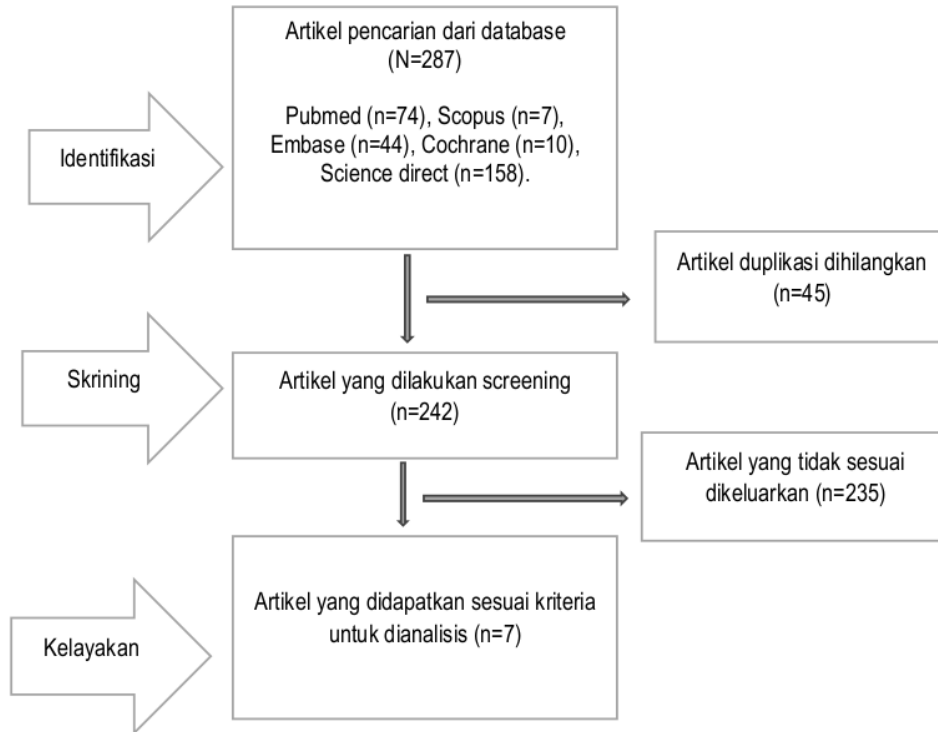 Artikel pencarian dari database
(N=287)
Pubmed (n=74), Scopus (n=7),
Embase (n=44), Cochrane (n=10),
Science direct (n=158).
Identifikasi
Artikel duplikasi dihilangkan
(n=45)
Skrining
Artikel yang dilakukan screening
(n=242)
Artikel yang tidak sesuai
dikeluarkan (n=235)
Kelayakan
Artikel yang didapatkan sesuai kriteria
untuk dianalisis (n=7)